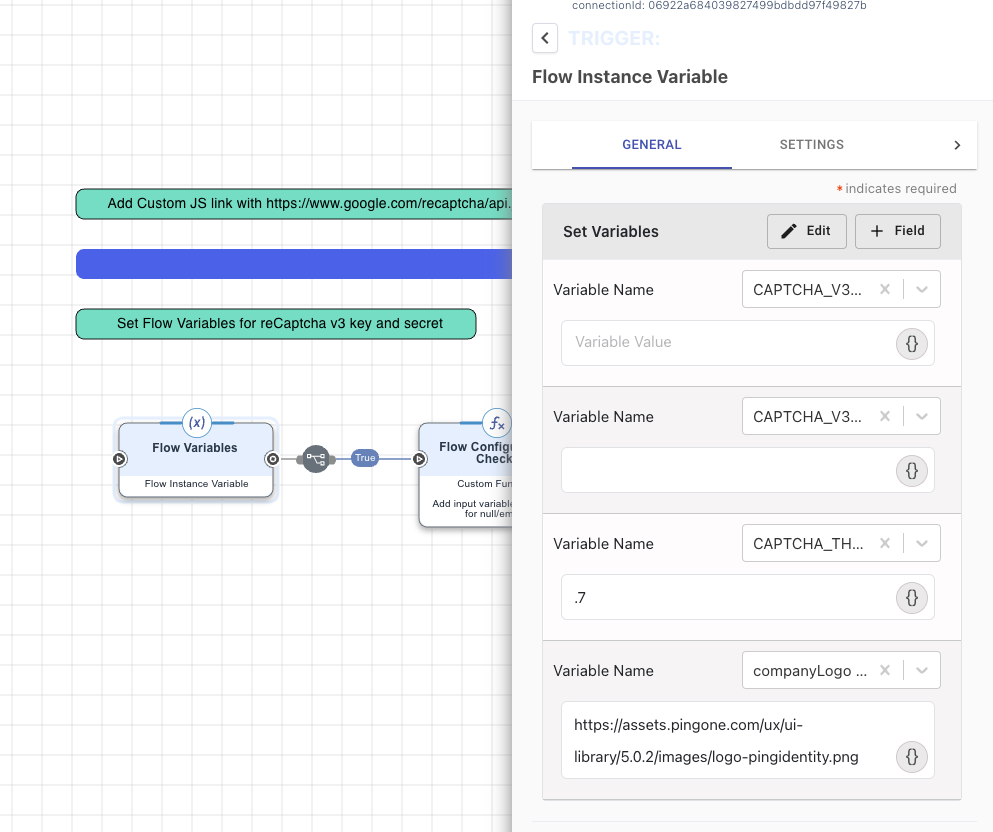 connectionId: 06922a684039827499bdbdd97f49827b
TRIGGER:
Flow Instance Variable
GENERAL
SETTINGS
* indicates required
Set Variables
Edit
+ Field
Variable Name
CAPTCHA_V3...
Variable Value
{}
Variable Name
CAPTCHA_V3...
{}
Variable Name
CAPTCHA_TH...
.7
{}
Variable Name
companyLogo ...
https://assets.pingone.com/ux/ui-
library/5.0.2/images/logo-pingidentity.png
{}
Add Custom JS link with https://www.google.com/recaptcha/api.
Set Flow Variables for reCaptcha v3 key and secret
(x)
Flow Variables
Flow Instance Variable
True
fx
Flow Config
Check
Custom Fun
Add input variabl
for null/em